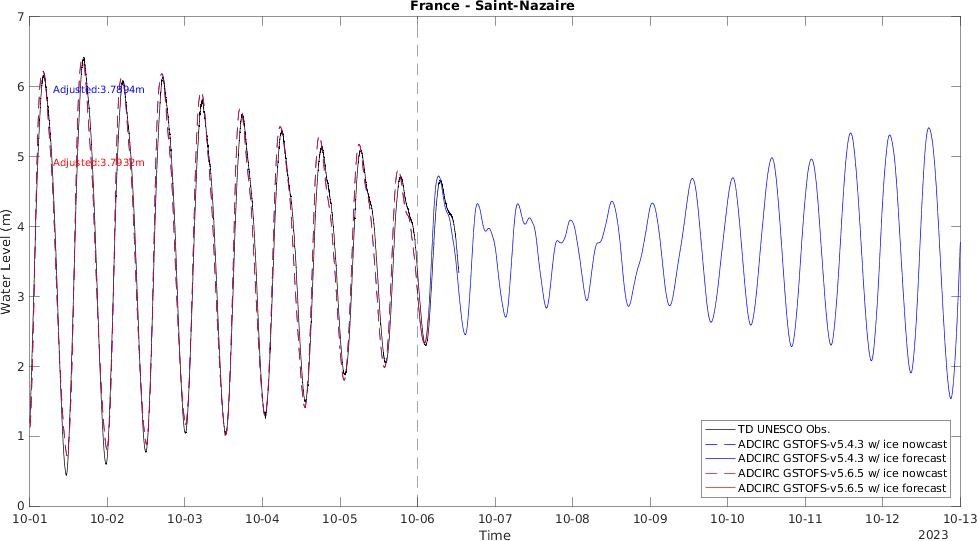 France - Saint-Nazaire
7
6
5
4
3
2
1
0
Water Level (m)
Adjusted:3.7894m
Adjusted:3.7932m
TD UNESCO Obs.
ADCIRC GSTOFS-v5.4.3 w/ ice nowcast
ADCIRC GSTOFS-v5.4.3 w/ ice forecast
ADCIRC GSTOFS-v5.6.5 w/ ice nowcast
ADCIRC GSTOFS-v5.6.5 w/ ice forecast
10-01 10-02 10-03 10-04 10-05 10-06 10-07 10-08 10-09 10-10 10-11 10-12 10-13
Time
2023